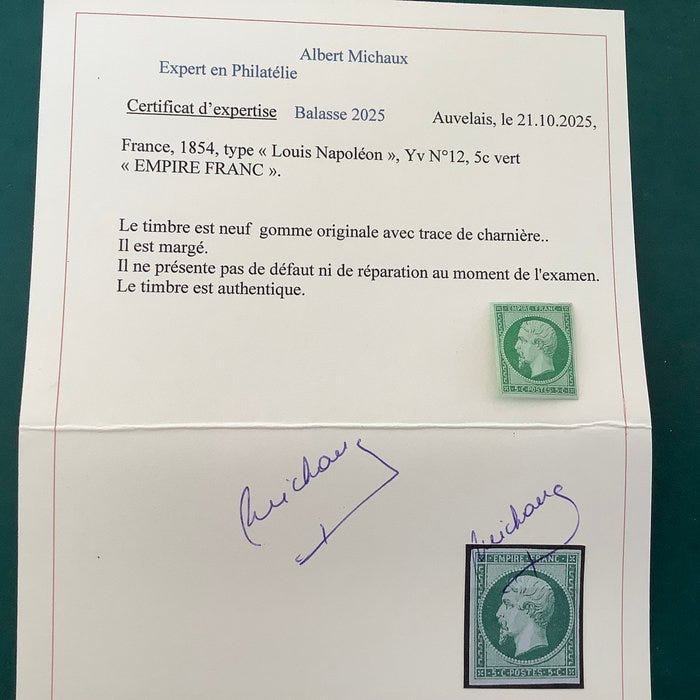 Albert Michaux
Expert en Philatélie
Certificat d'expertise Balasse 2025 Auvelais, le 21.10.2025,
France, 1854, type « Louis Napoléon », Yv N°12, 5c vert
« EMPIRE FRANC ».
Le timbre est neuf gomme originale avec trace de charnière..
Il est margé.
Il ne présente pas de défaut ni de réparation au moment de l'examen.
Le timbre est authentique.
EMPIRE·FRANC·
5·C·POSTES·5·C·
Michaux
Michaux
EMPIRE FRANC
5·C·POSTES·5·C·